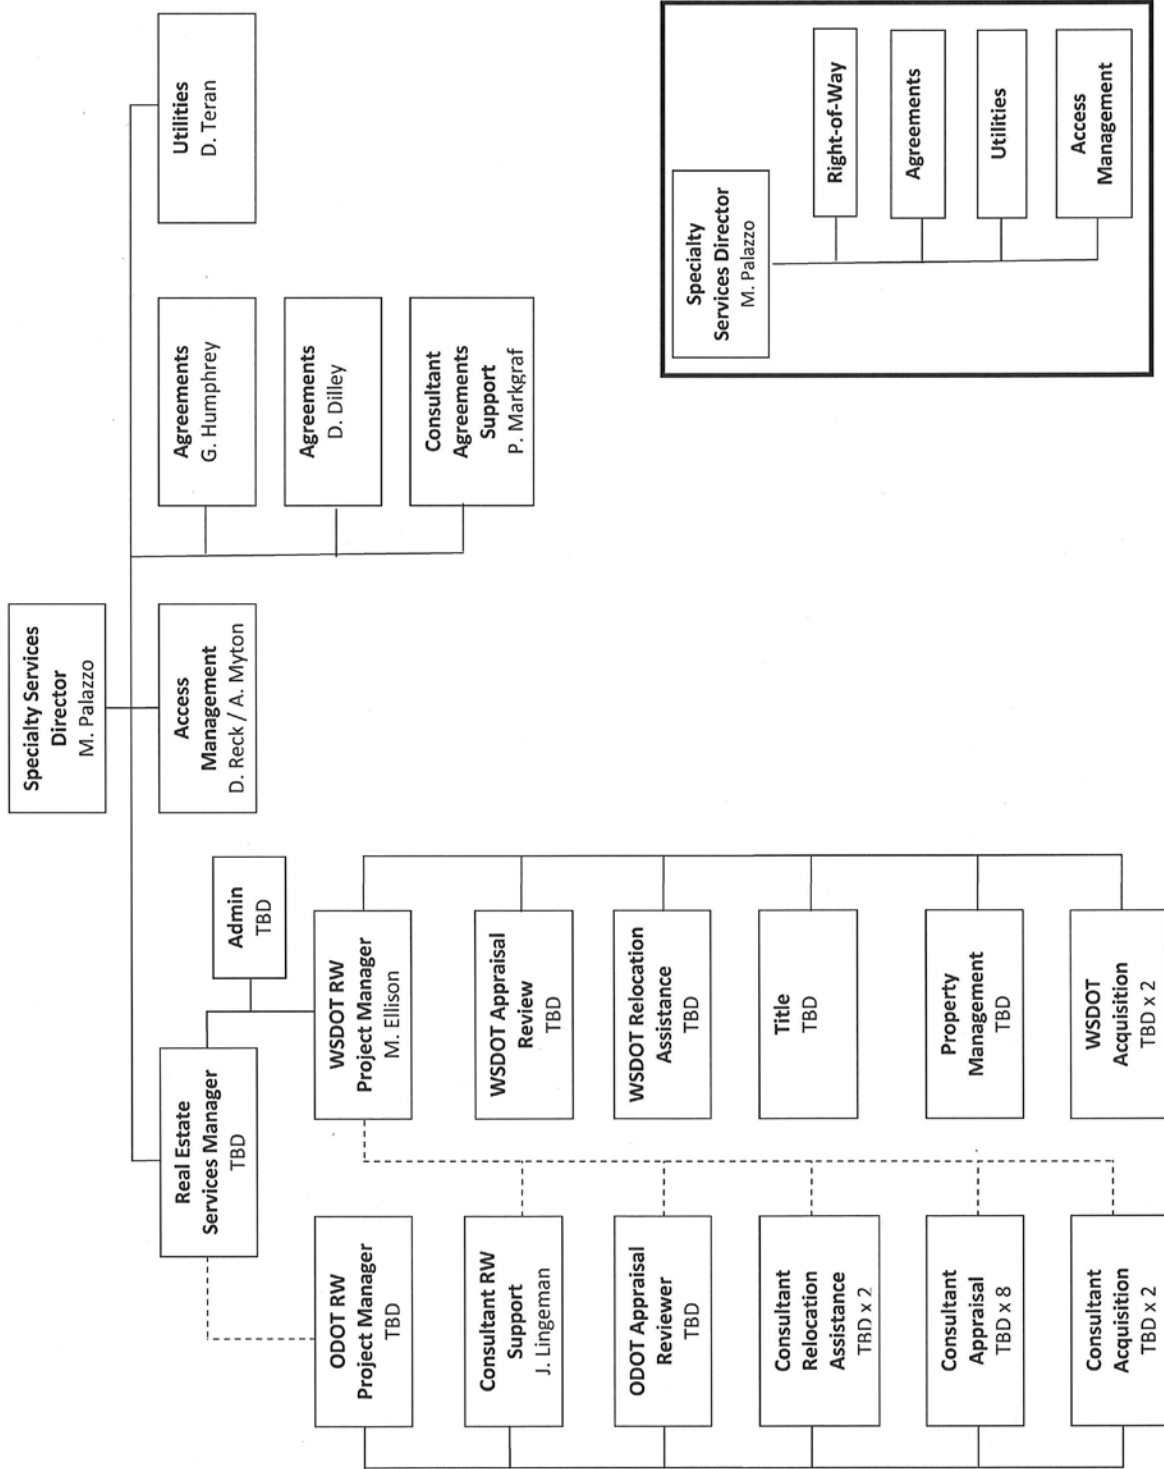 Specialty Services
Director
M. Palazzo
Real Estate
Services Manager
TBD
Access
Management
D. Reck / A. Myton
Agreements
G. Humphrey
Utilities
D. Teran
Admin
TBD
Agreements
D. Dilley
Consultant
Agreements
Support
P. Markgraf
ODOT RW
Project Manager
TBD
WSDOT RW
Project Manager
M. Ellison
Consultant RW
Support
J. Lingeman
WSDOT Appraisal
Review
TBD
ODOT Appraisal
Reviewer
TBD
WSDOT Relocation
Assistance
TBD
Consultant
Relocation
Assistance
TBD x 2
Title
TBD
Consultant
Appraisal
TBD x 8
Property
Management
TBD
Consultant
Acquisition
TBD x 2
WSDOT
Acquisition
TBD x 2
Specialty
Services Director
M. Palazzo
Right-of-Way
Agreements
Utilities
Access
Management